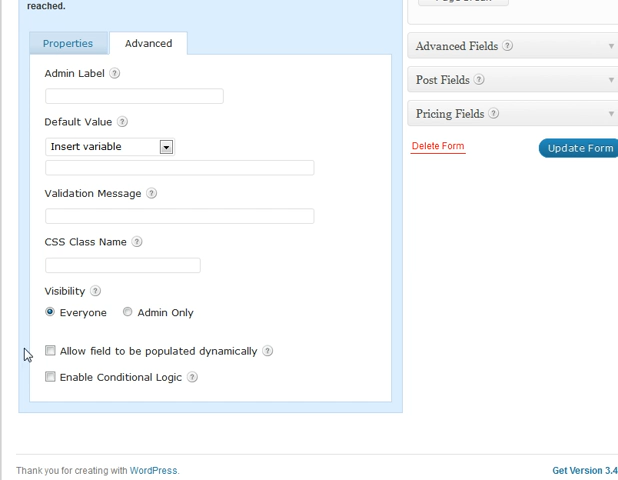 reached.
Properties
Advanced
Admin Label ?
Default Value ?
Insert variable
Validation Message ?
CSS Class Name ?
Visibility ?
Everyone
Admin Only
Allow field to be populated dynamically ?
Enable Conditional Logic ?
Advanced Fields ?
Post Fields ?
Pricing Fields ?
Delete Form
Update Form
Thank you for creating with WordPress.
Get Version 3.4